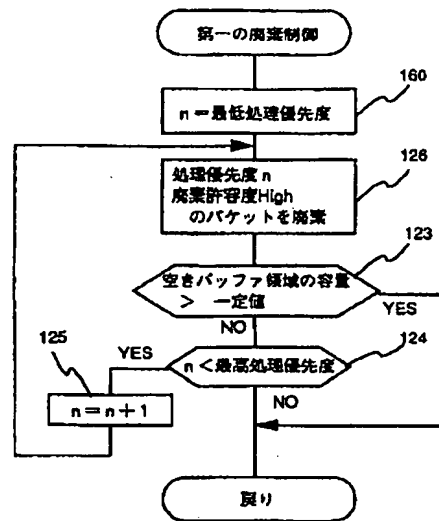 第一の廃棄制御
160
n=最低処理優先度
処理優先度 n
廃棄許容度High
のパケットを廃棄
126
空きバッファ領域の容量
> 一定値
123
YES
NO
YES
n<最高処理優先度
124
125
n=n+1
NO
戻り